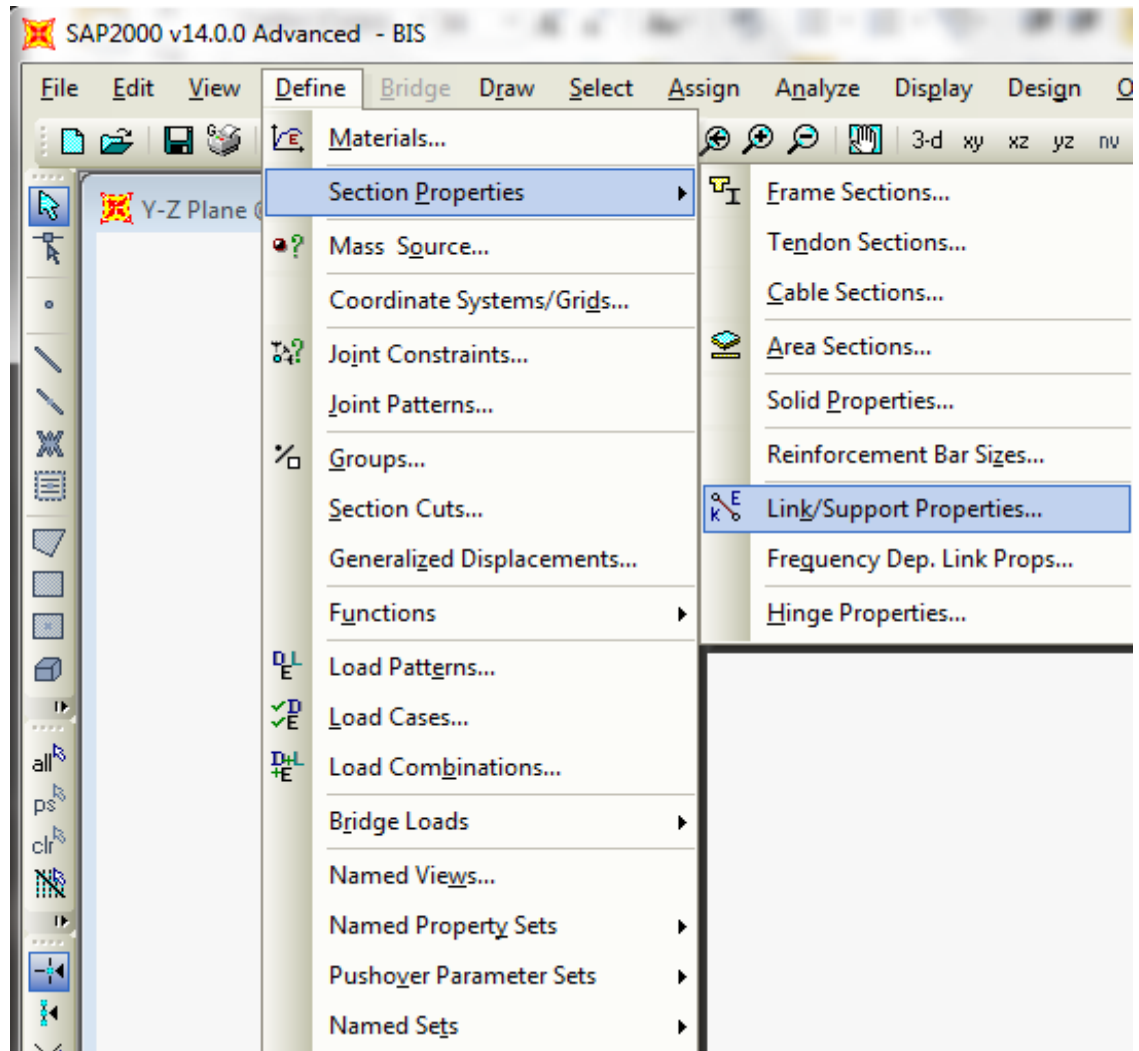 SAP2000 v14.0.0 Advanced - BIS
File Edit View Define Bridge Draw Select Assign Analyze Display Design O
3-d xy xz yz nv
Y-Z Plane @
Materials...
Section Properties
Mass Source...
Coordinate Systems/Grids...
Joint Constraints...
Joint Patterns...
Groups...
Section Cuts...
Generalized Displacements...
Functions
Load Patterns...
Load Cases...
Load Combinations...
Bridge Loads
Named Views...
Named Property Sets
Pushover Parameter Sets
Named Sets
Frame Sections...
Tendon Sections...
Cable Sections...
Area Sections...
Solid Properties...
Reinforcement Bar Sizes...
Link/Support Properties...
Frequency Dep. Link Props...
Hinge Properties...
all
ps
clr